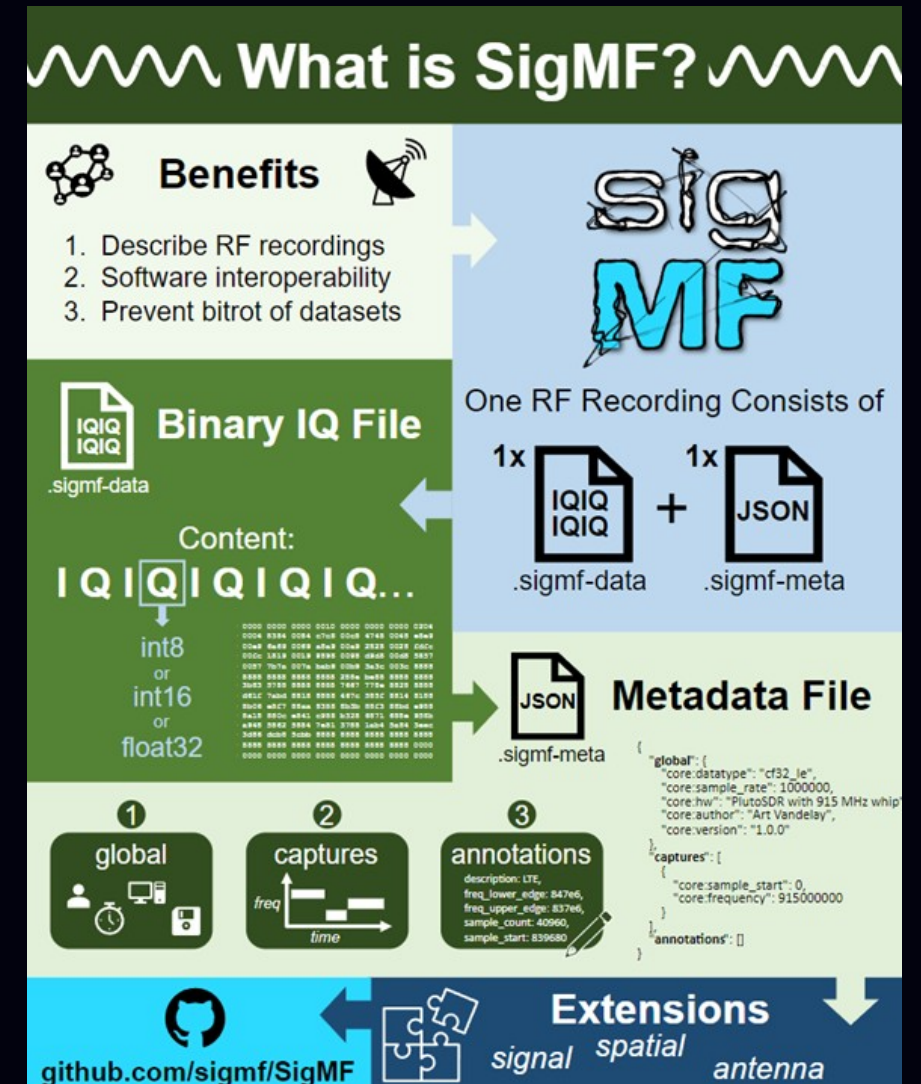 What is SigMF?
Benefits
1. Describe RF recordings
2. Software interoperability
3. Prevent bitrot of datasets
sig
MF
One RF Recording Consists of
1x
IQIQ
IQIQ
.sigmf-data
+
1x
JSON
.sigmf-meta
IQIQ
IQIQ
.sigmf-data
Binary IQ File
Content:
I Q I Q I Q I Q I Q...
int8
or
int16
or
float32
JSON
.sigmf-meta
Metadata File
{
"global": {
"core:datatype": "cf32_le",
"core:sample_rate": 1000000,
"core:hw": "PlutoSDR with 915 MHz whip"
"core:author": "Art Vandelay",
"core:version": "1.0.0"
},
"captures": [
{
"core:sample_start": 0,
"core:frequency": 915000000
}
],
"annotations": []
}
1
global
2
captures
freq
time
3
annotations
description: LTE,
freq_lower_edge: 847e6,
freq_upper_edge: 837e6,
sample_count: 40960,
sample_start: 839680
github.com/sigmf/SigMF
Extensions
signal spatial
antenna